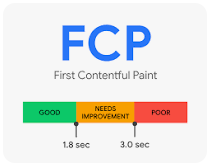 FCP
First Contentful Paint
GOOD
NEEDS
IMPROVEMENT
POOR
1.8 sec
3.0 sec